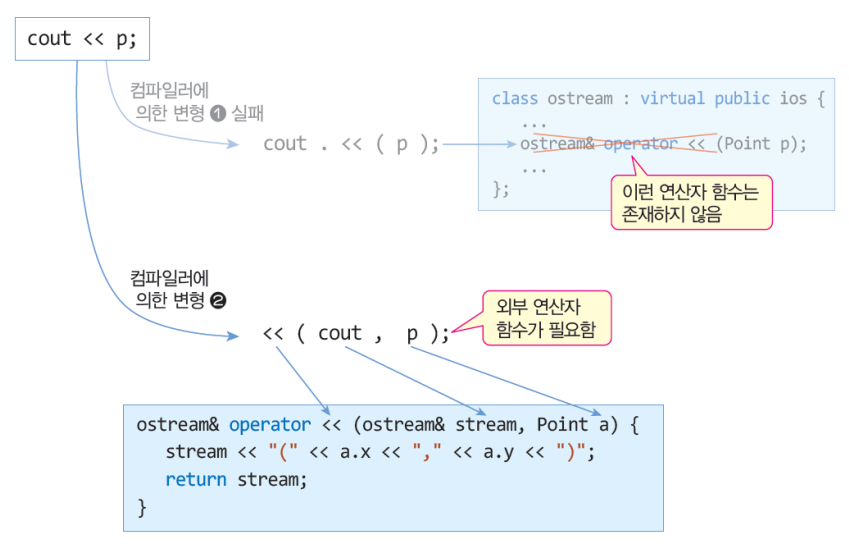 cout << p;
컴파일러에
의한 변형 ❶ 실패
cout . << ( p );
class ostream : virtual public ios {
...
ostream& operator << (Point p);
...
};
이런 연산자 함수는
존재하지 않음
컴파일러에
의한 변형 ❷
<< ( cout , p );
외부 연산자
함수가 필요함
ostream& operator << (ostream& stream, Point a) {
stream << "(" << a.x << "," << a.y << ")";
return stream;
}